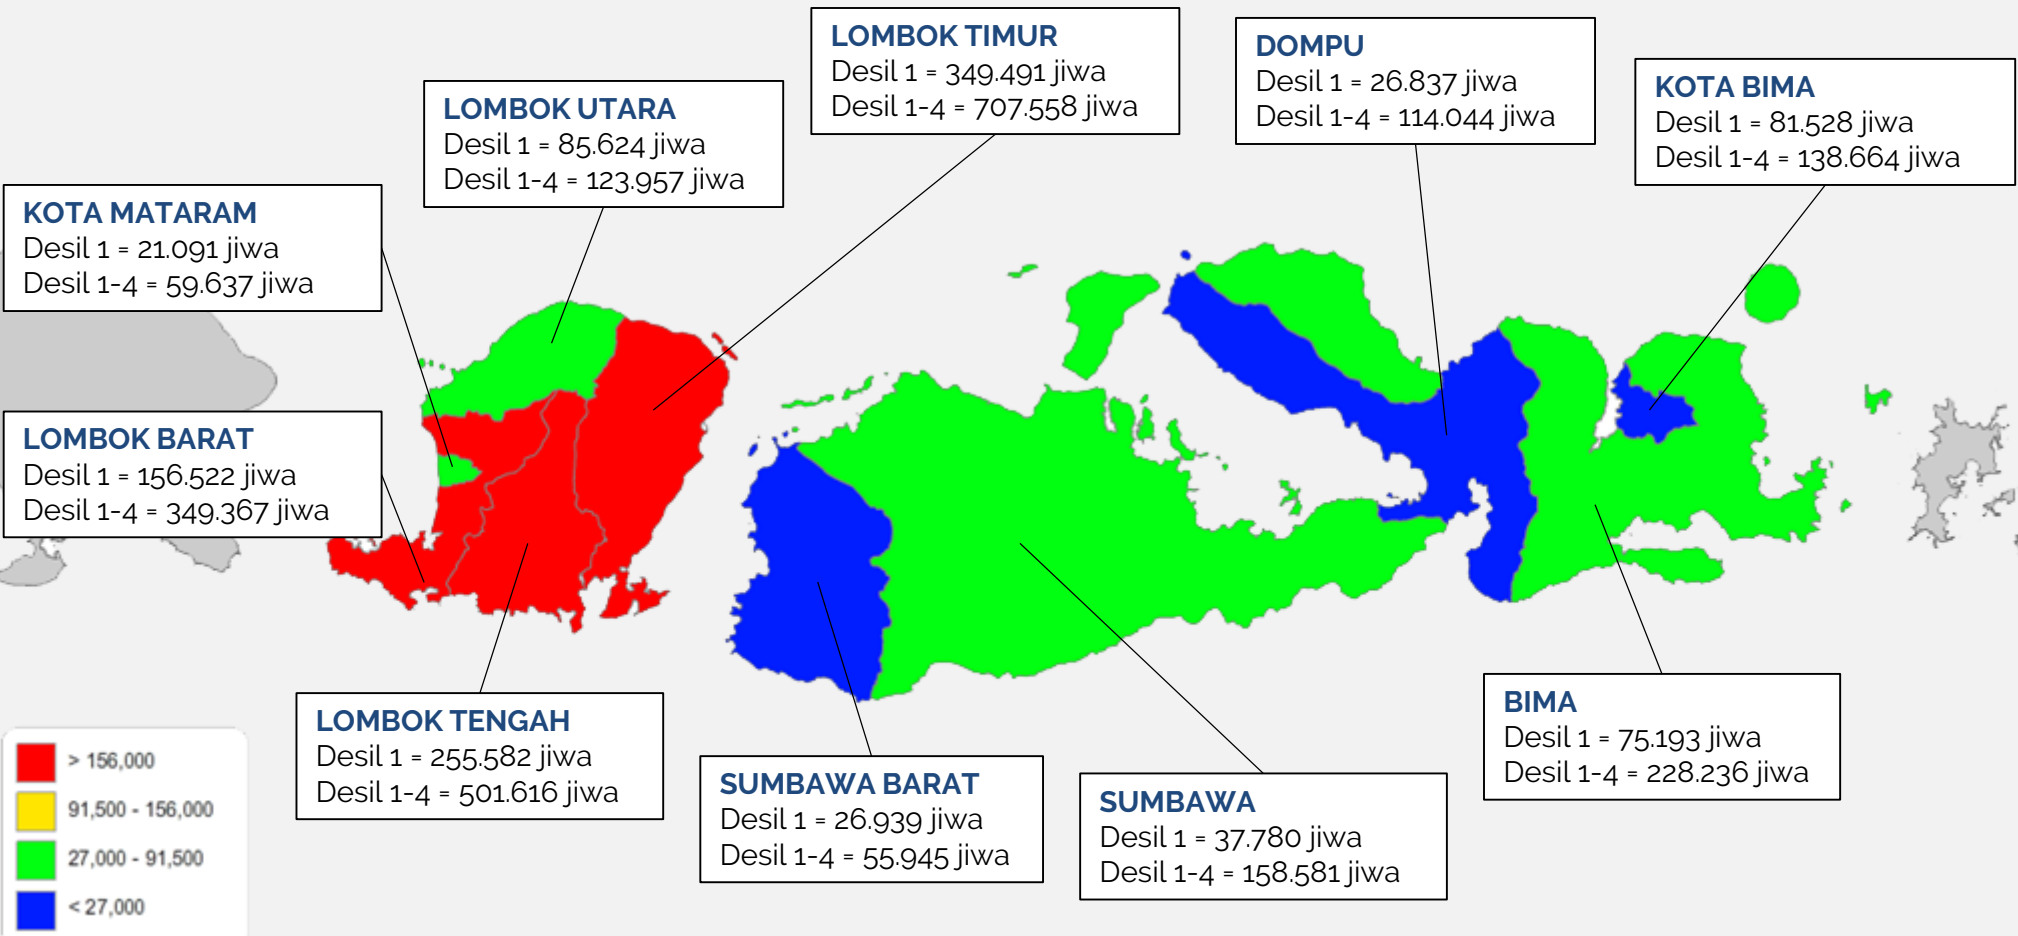 LOMBOK TIMUR
Desil 1 = 349.491 jiwa
Desil 1-4 = 707.558 jiwa
DOMPU
Desil 1 = 26.837 jiwa
Desil 1-4 = 114.044 jiwa
KOTA BIMA
Desil 1 = 81.528 jiwa
Desil 1-4 = 138.664 jiwa
LOMBOK UTARA
Desil 1 = 85.624 jiwa
Desil 1-4 = 123.957 jiwa
KOTA MATARAM
Desil 1 = 21.091 jiwa
Desil 1-4 = 59.637 jiwa
LOMBOK BARAT
Desil 1 = 156.522 jiwa
Desil 1-4 = 349.367 jiwa
LOMBOK TENGAH
Desil 1 = 255.582 jiwa
Desil 1-4 = 501.616 jiwa
SUMBAWA BARAT
Desil 1 = 26.939 jiwa
Desil 1-4 = 55.945 jiwa
SUMBAWA
Desil 1 = 37.780 jiwa
Desil 1-4 = 158.581 jiwa
BIMA
Desil 1 = 75.193 jiwa
Desil 1-4 = 228.236 jiwa
> 156,000
91,500 - 156,000
27,000 - 91,500
< 27,000